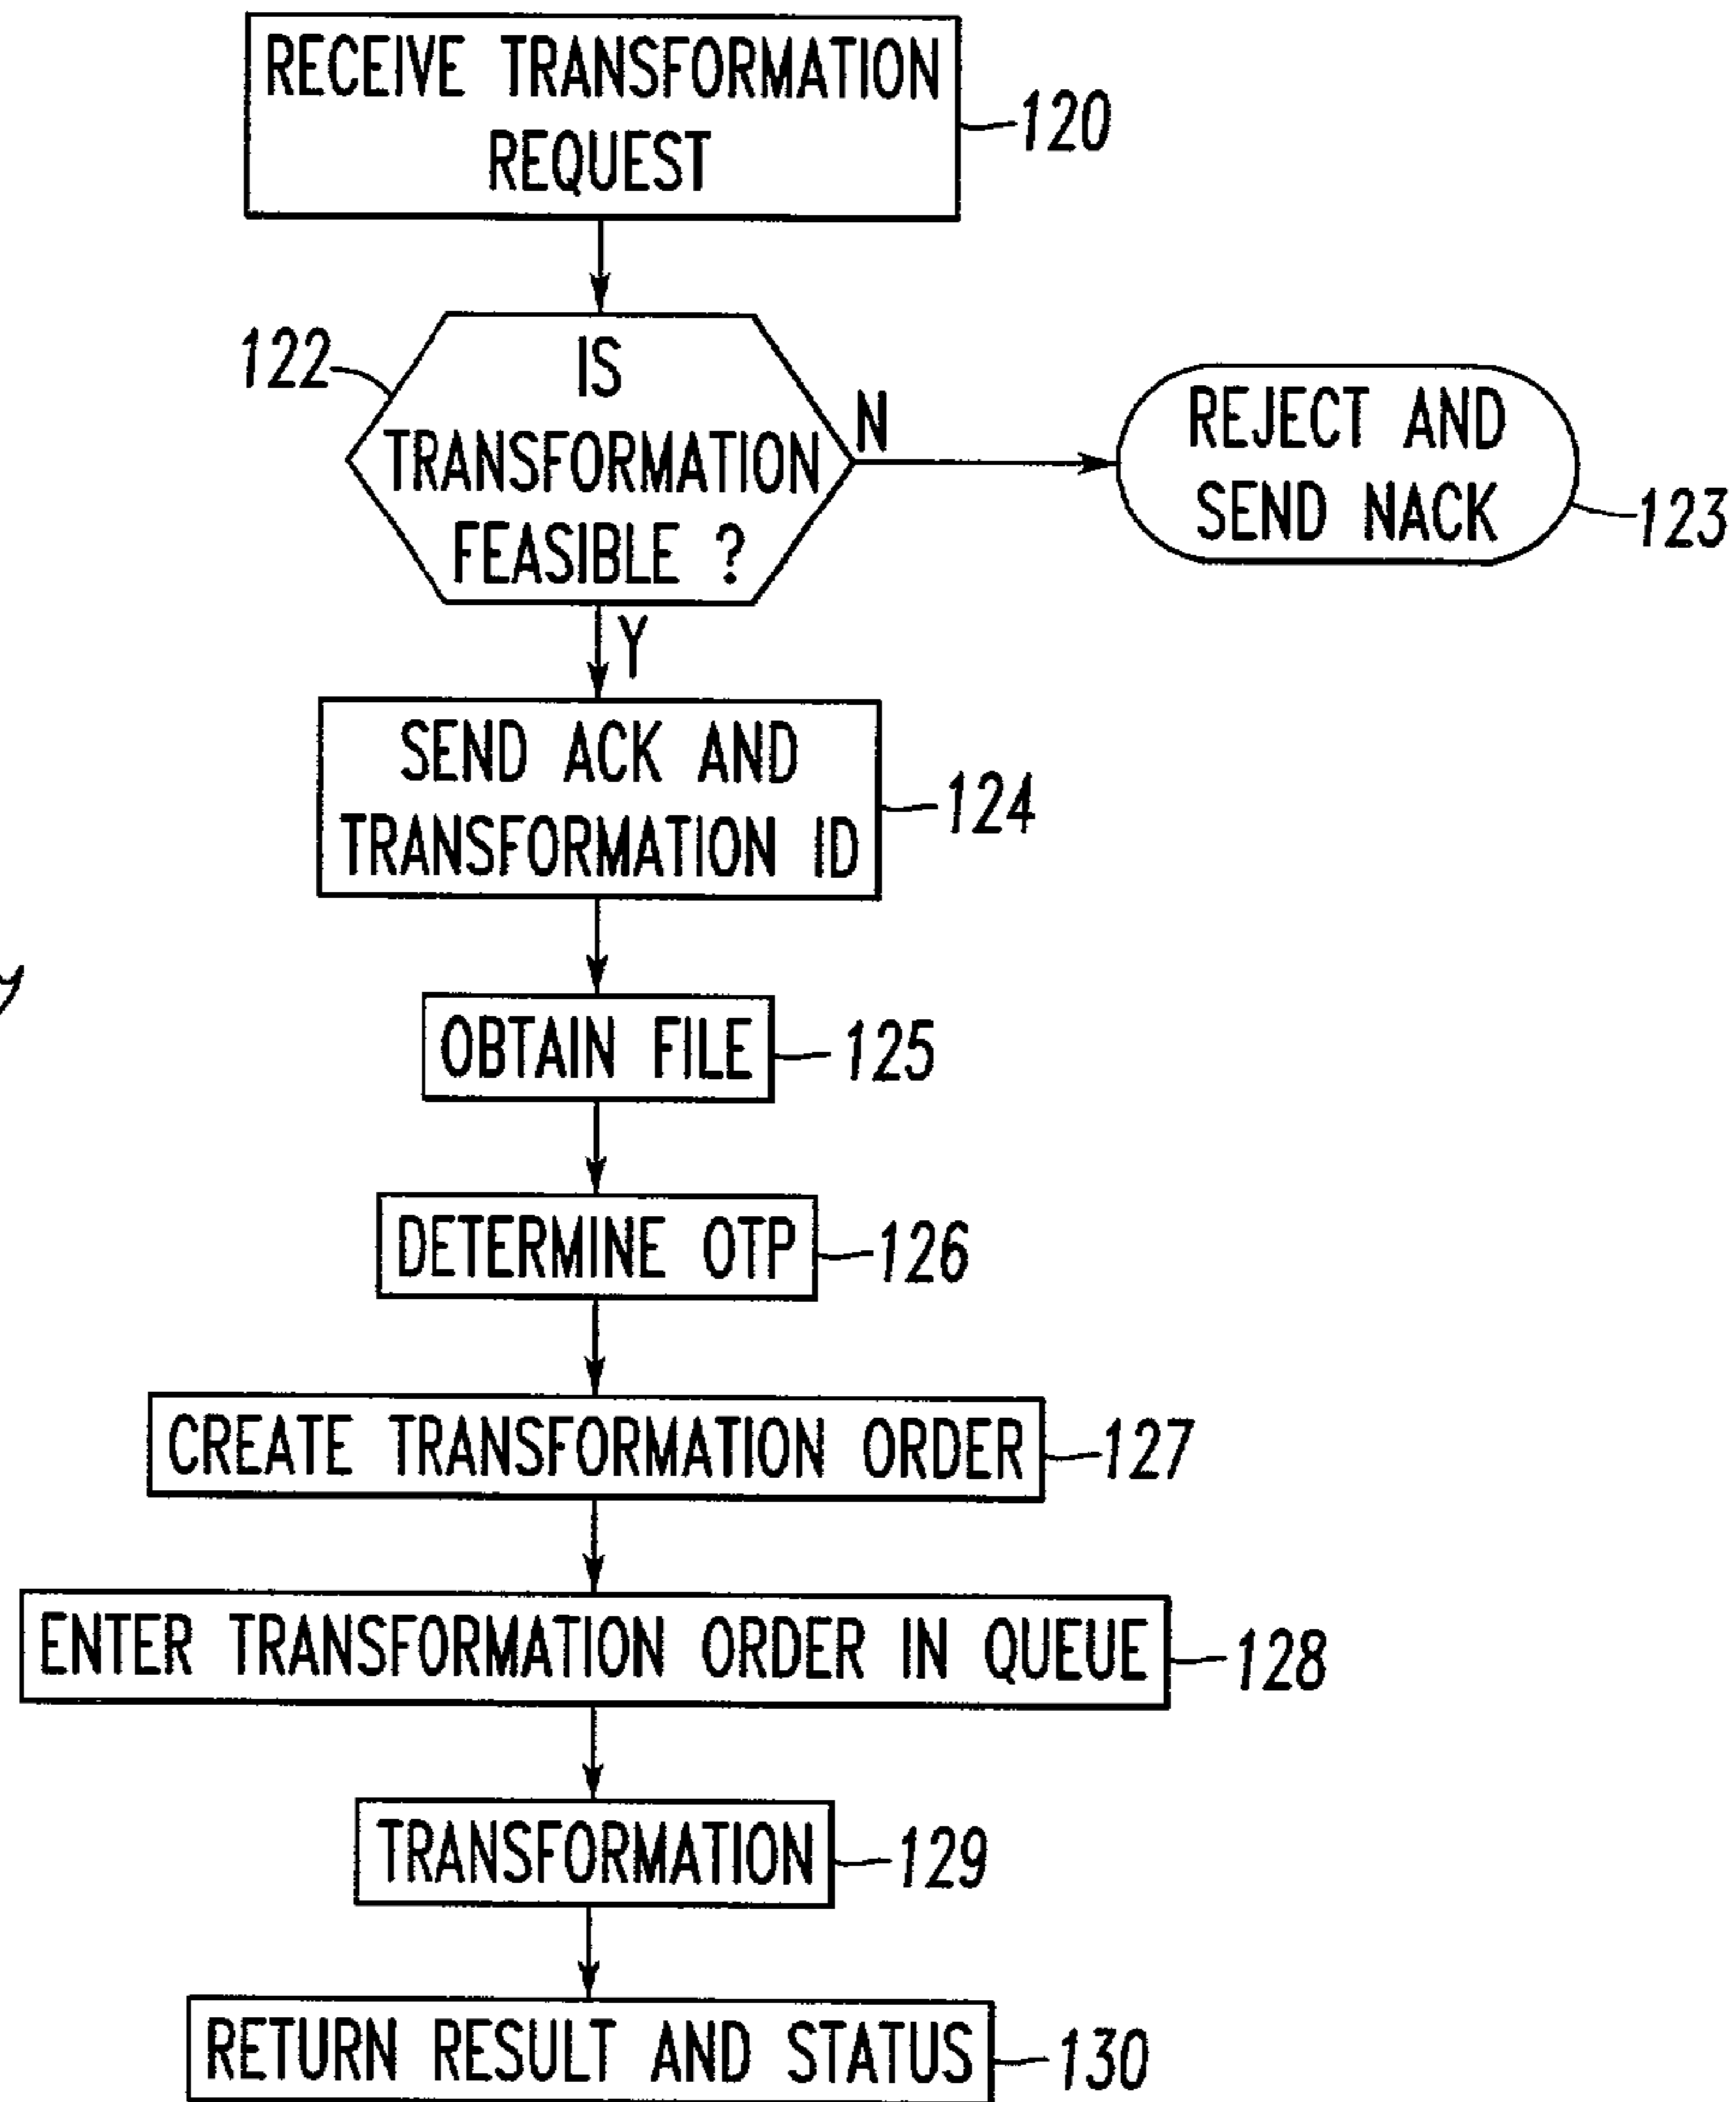 RECEIVE TRANSFORMATION
REQUEST
120
122
IS
TRANSFORMATION
FEASIBLE ?
N
REJECT AND
SEND NACK
123
Y
SEND ACK AND
TRANSFORMATION ID
124
OBTAIN FILE
125
DETERMINE OTP
126
CREATE TRANSFORMATION ORDER
127
ENTER TRANSFORMATION ORDER IN QUEUE
128
TRANSFORMATION
129
RETURN RESULT AND STATUS
130